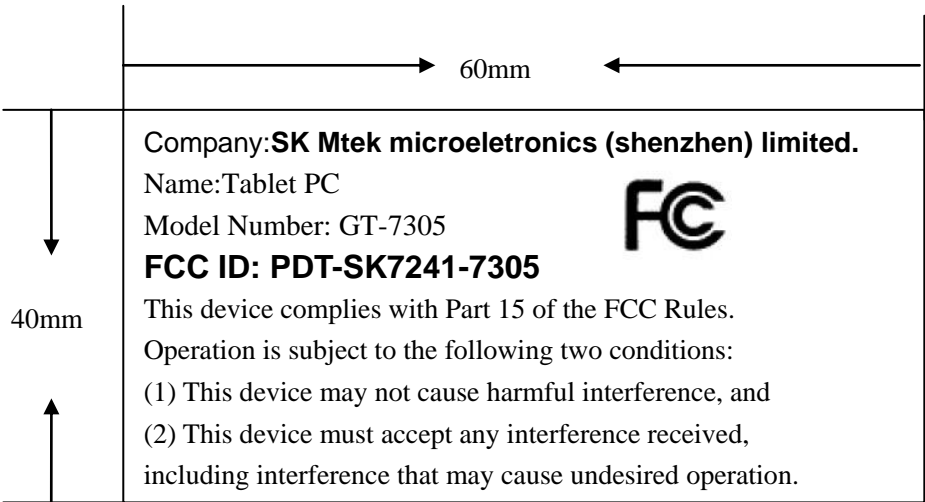 60mm
Company:SK Mtek microeletronics (shenzhen) limited.
Name:Tablet PC
FC
Model Number: GT-7305
FCC ID: PDT-SK7241-7305
40mm
This device complies with Part 15 of the FCC Rules.
Operation is subject to the following two conditions:
(1) This device may not cause harmful interference, and
(2) This device must accept any interference received,
including interference that may cause undesired operation.